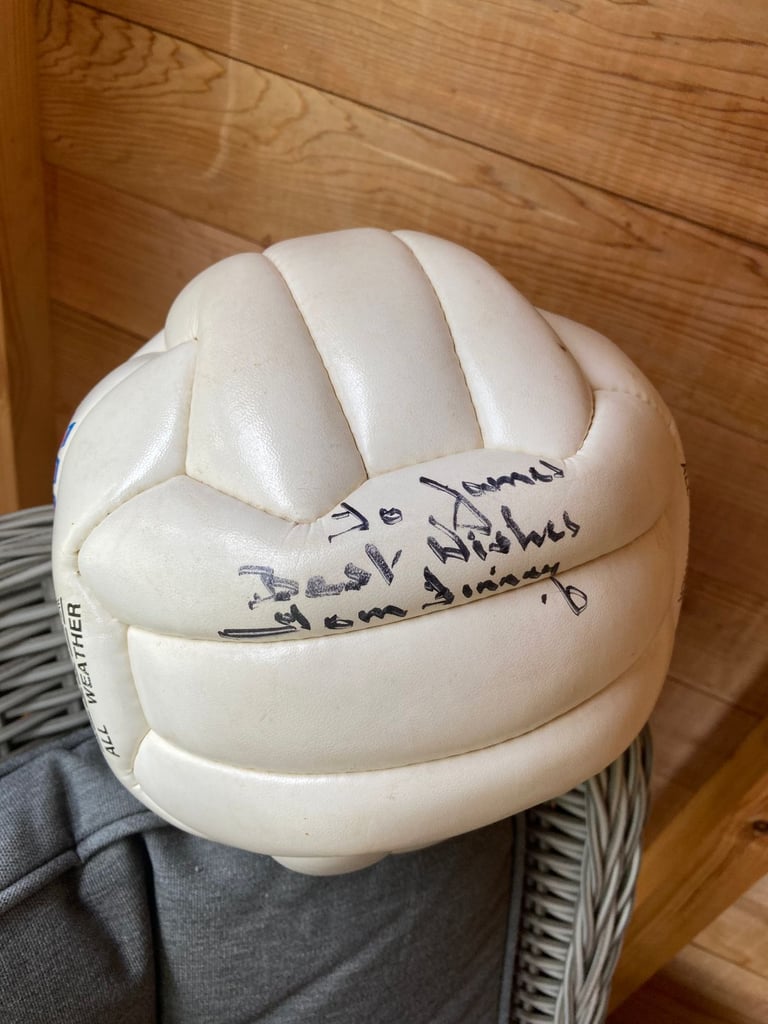 To James
Best Wishes
Tom Finney
ALL WEATHER